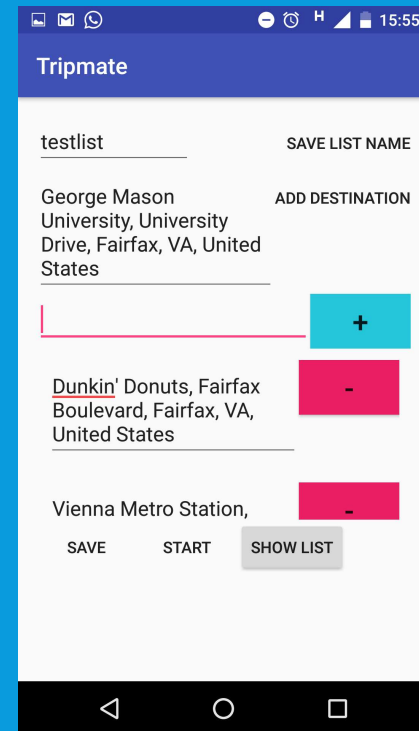 H 15:55
Tripmate
testlist
SAVE LIST NAME
George Mason
University, University
Drive, Fairfax, VA, United
States
ADD DESTINATION
+
Dunkin' Donuts, Fairfax
Boulevard, Fairfax, VA,
United States
-
Vienna Metro Station,
-
SAVE START SHOW LIST